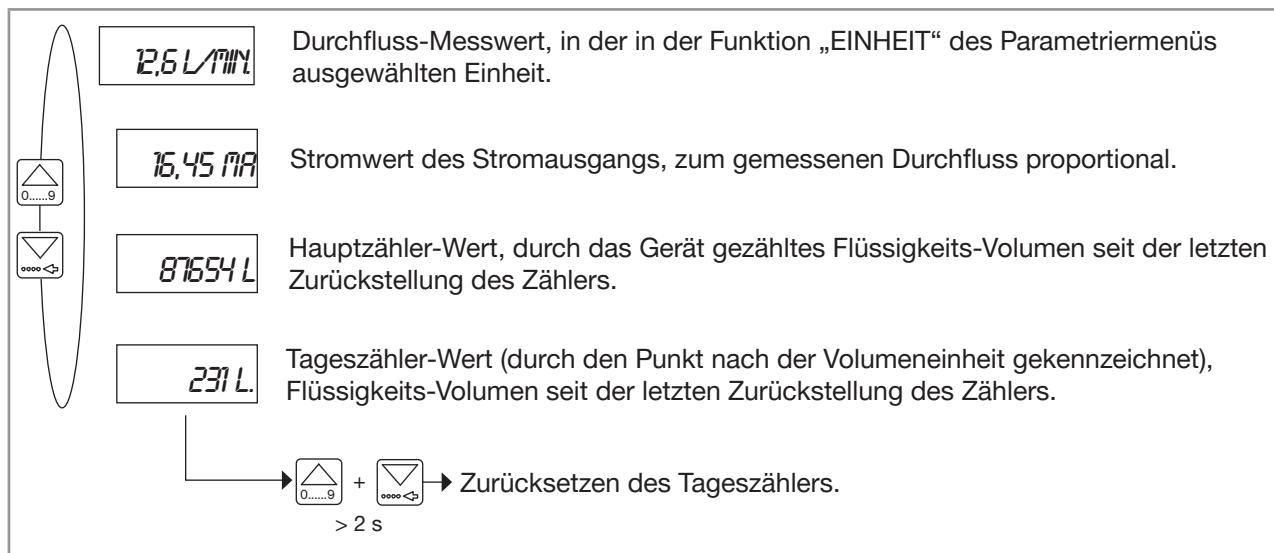 12,6 L/MIN.
Durchfluss-Messwert, in der in der Funktion „EINHEIT“ des Parametriermenüs
ausgewählten Einheit.
16,45 MA
Stromwert des Stromausgangs, zum gemessenen Durchfluss proportional.
0......9
87654 L
Hauptzähler-Wert, durch das Gerät gezähltes Flüssigkeits-Volumen seit der letzten
Zurückstellung des Zählers.
231 L.
Tageszähler-Wert (durch den Punkt nach der Volumeneinheit gekennzeichnet),
Flüssigkeits-Volumen seit der letzten Zurückstellung des Zählers.
0......9 + Zurücksetzen des Tageszählers.
> 2 s